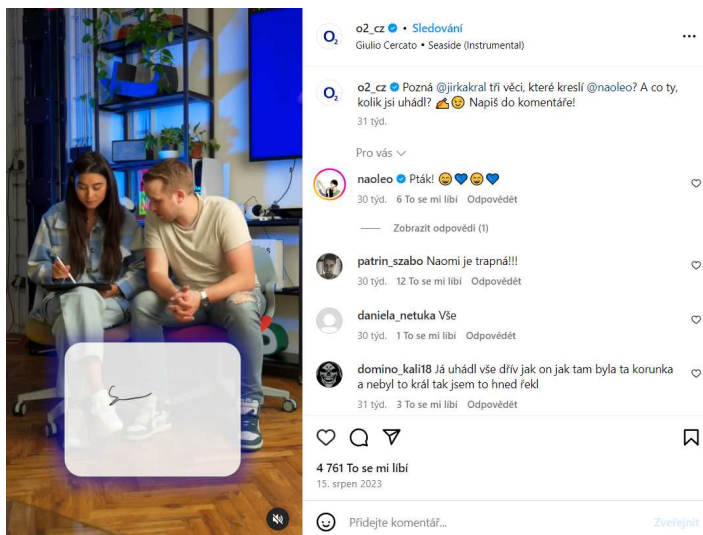 o2_cz • Sledování
Giulio Cercato • Seaside (Instrumental)
o2_cz Pozná @jirkakral tři věci, které kreslí @naoleo? A co ty,
kolik jsi uhádl? ✍️😉 Napiš do komentáře!
31 týd.
Pro vás
naoleo Pták! 😄💙😄💙
30 týd. 6 To se mi líbí Odpovědět
Zobrazit odpovědi (1)
patrin_szabo Naomi je trapná!!!
30 týd. 12 To se mi líbí Odpovědět
daniela_netuka Vše
30 týd. 1 To se mi líbí Odpovědět
domino_kali18 Já uhádl vše dřív jak on jak tam byla ta korunka
a nebyl to král tak jsem to hned řekl
31 týd. 3 To se mi líbí Odpovědět
4 761 To se mi líbí
15. srpen 2023
Přidejte komentář...
Zveřejnit